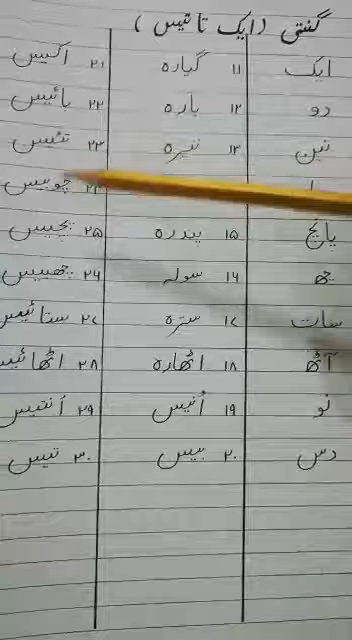 گنتی (ایک تا تیس)
ایک ۱۱ گیارہ ۲۱ اکیس
دو ۱۲ بارہ ۲۲ بائیس
تین ۱۳ تیرہ ۲۳ تئیس
چوبیس
پانچ ۱۵ پندرہ ۲۵ پچیس
چھ ۱۶ سولہ ۲۶ چھبیس
سات ۱۷ سترہ ۲۷ ستائیس
آٹھ ۱۸ اٹھارہ ۲۸ اٹھائیس
نو ۱۹ اُنیس ۲۹ اُنتیس
دس ۲۰ بیس ۳۰ تیس